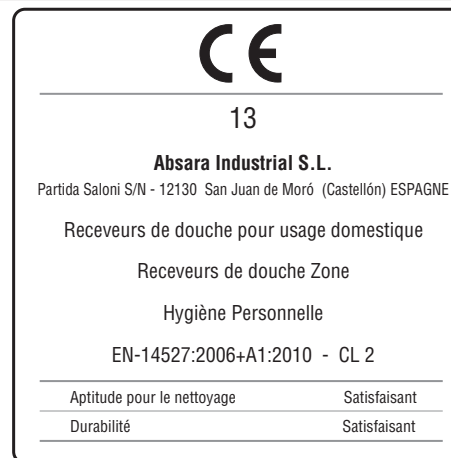 CE
13
Absara Industrial S.L.
Partida Saloni S/N - 12130 San Juan de Moró (Castellón) ESPAGNE
Receveurs de douche pour usage domestique
Receveurs de douche Zone
Hygiène Personnelle
EN-14527:2006+A1:2010 - CL 2
Aptitude pour le nettoyage Satisfaisant
Durabilité Satisfaisant